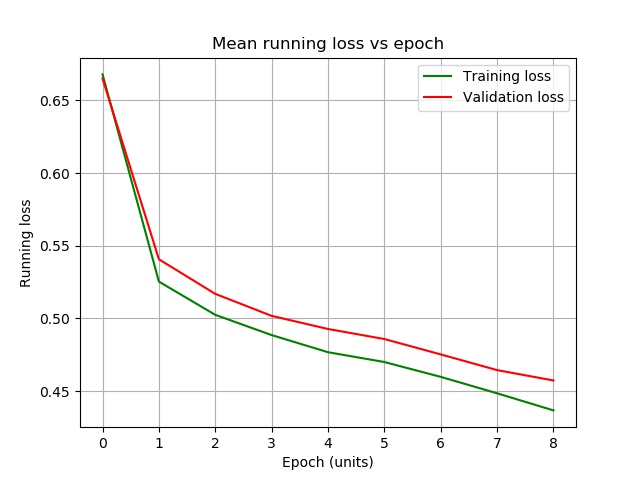 Mean running loss vs epoch
Training loss
Validation loss
0.65
0.60
0.55
0.50
0.45
Running loss
0 1 2 3 4 5 6 7 8
Epoch (units)